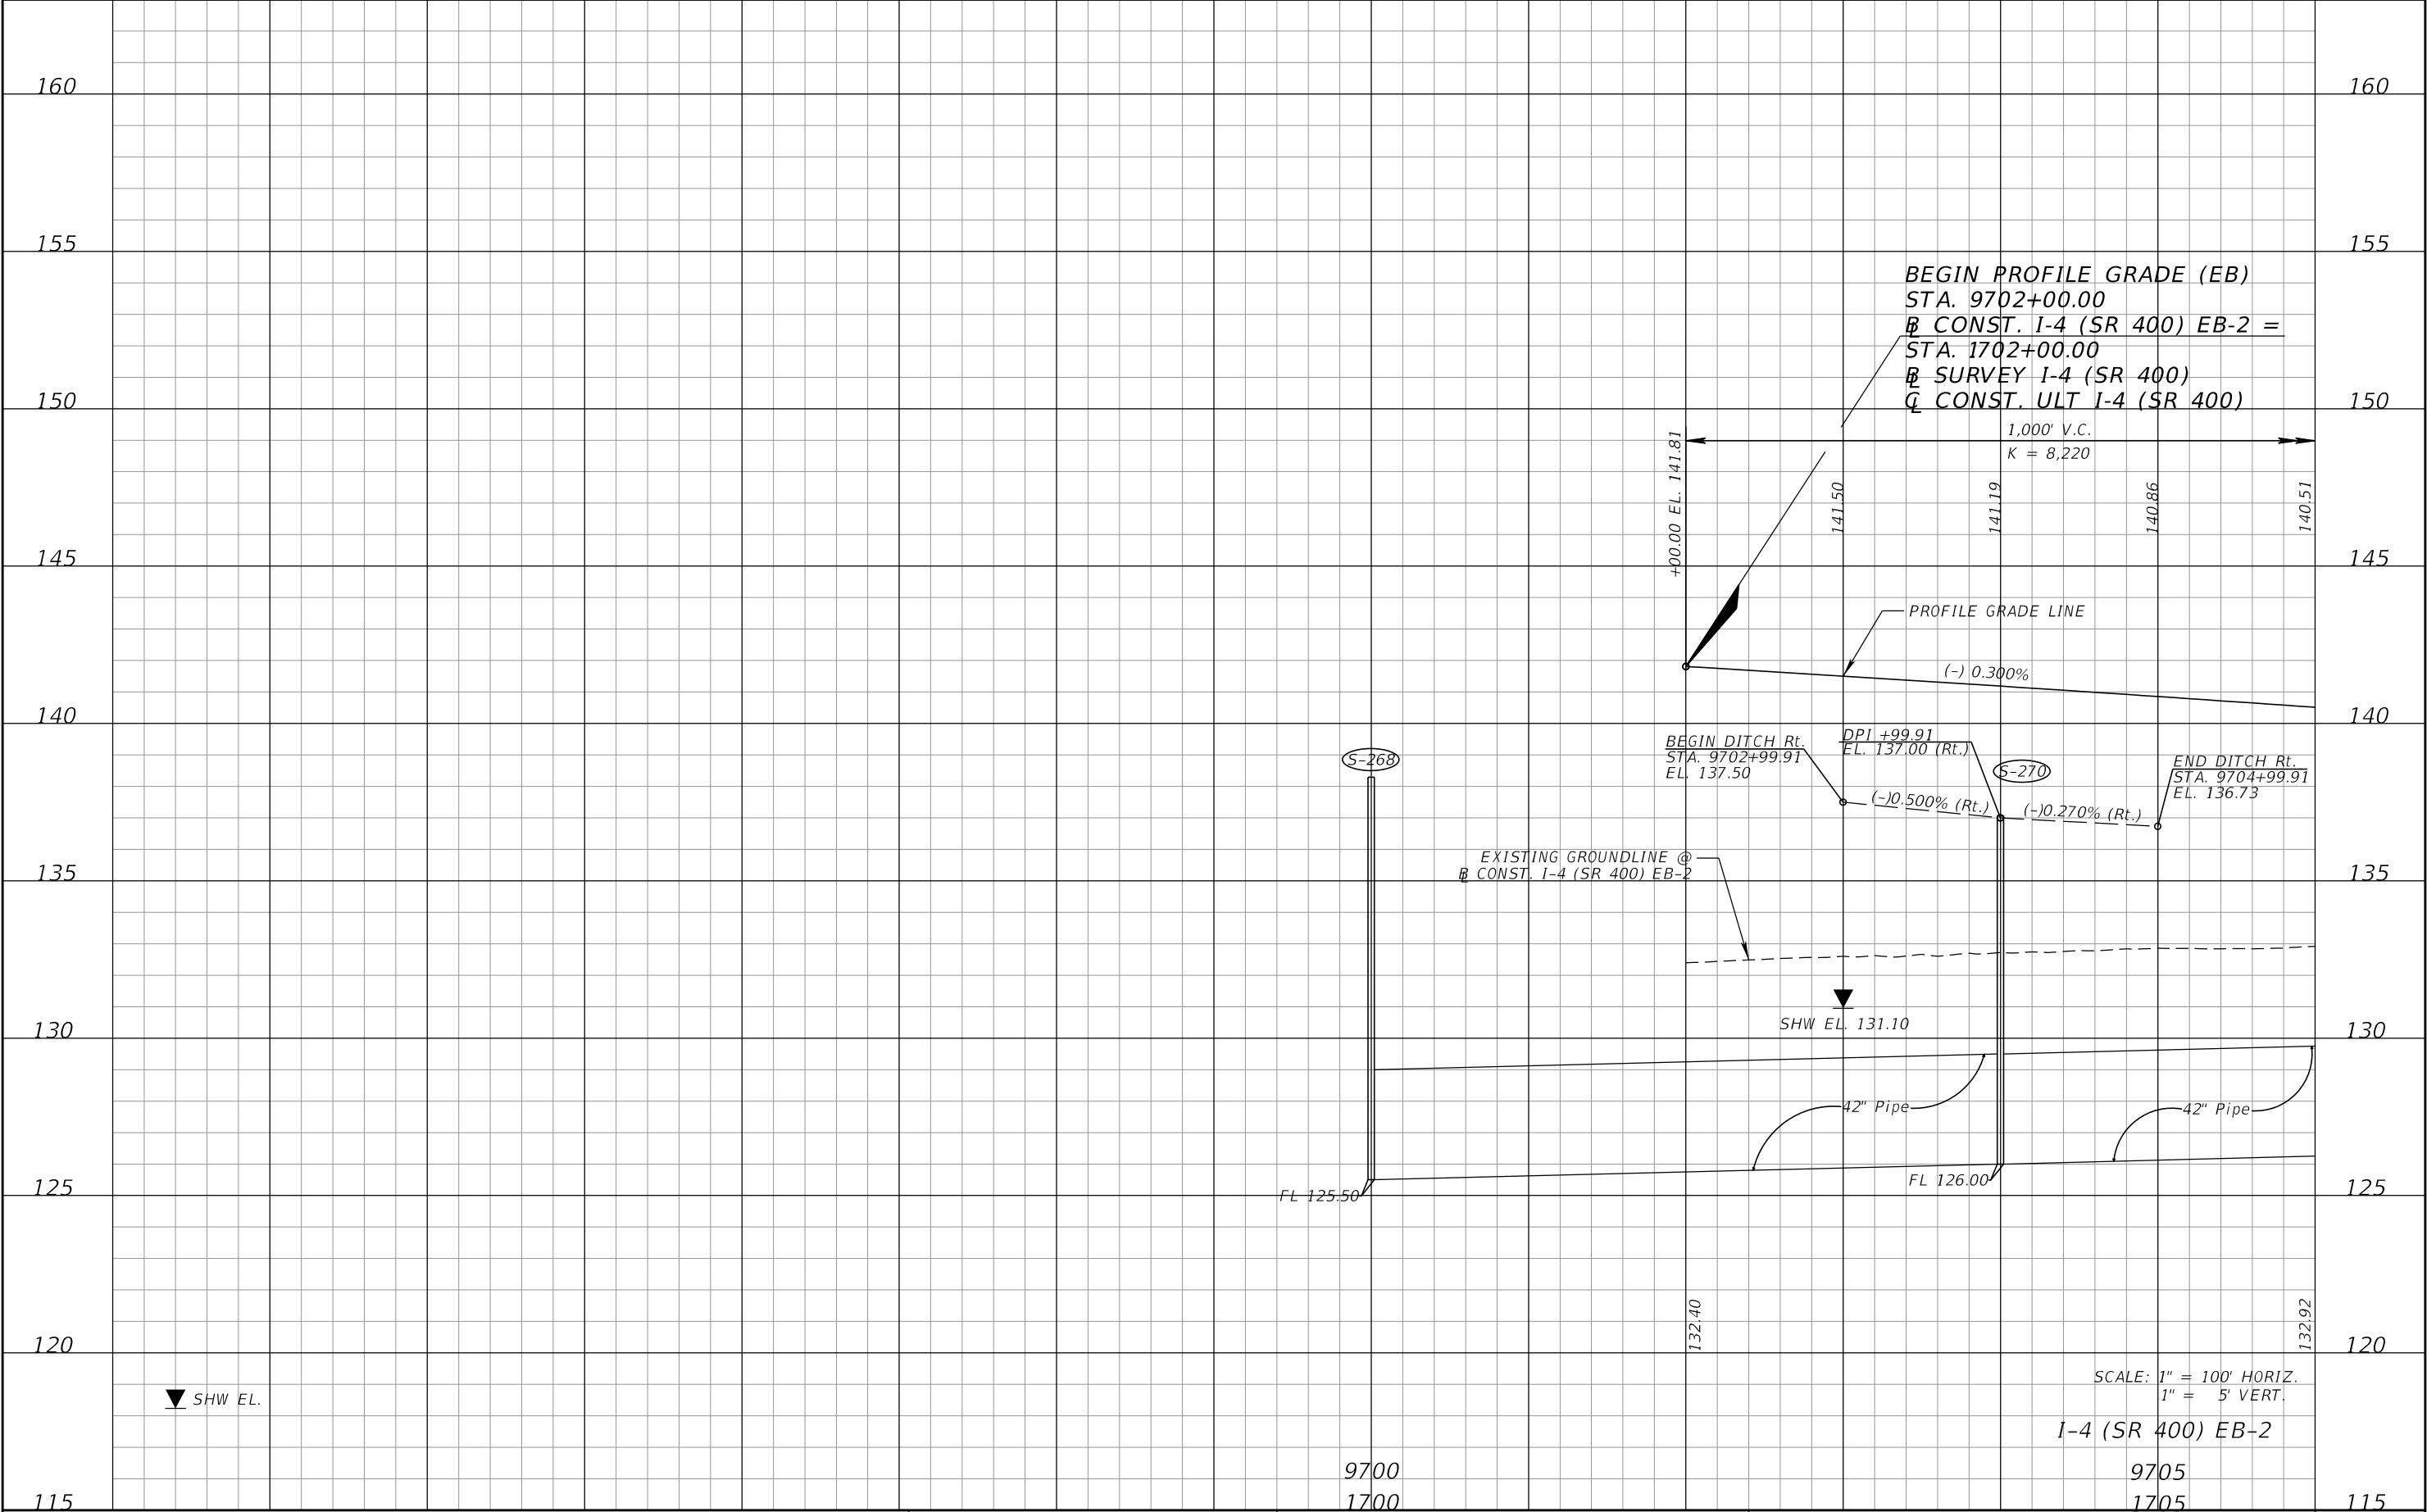 160
160
155
155
BEGIN PROFILE GRADE (EB)
STA. 9702+00.00
℄ CONST. I-4 (SR 400) EB-2 =
STA. 1702+00.00
BL SURVEY I-4 (SR 400)
CL CONST. ULT I-4 (SR 400)
150
150
1,000' V.C.
K = 8,220
+00.00 EL. 141.81
141.50
141.19
140.86
140.51
145
145
PROFILE GRADE LINE
(-) 0.300%
140
140
S-268
BEGIN DITCH Rt.
STA. 9702+99.91
EL. 137.50
DPI +99.91
EL. 137.00 (Rt.)
S-270
END DITCH Rt.
STA. 9704+99.91
EL. 136.73
(-)0.500% (Rt.)
(-)0.270% (Rt.)
EXISTING GROUNDLINE @
BL CONST. I-4 (SR 400) EB-2
135
135
SHW EL. 131.10
130
130
42" Pipe
42" Pipe
FL 125.50
FL 126.00
125
125
132.40
132.92
120
120
SHW EL.
SCALE: 1" = 100' HORIZ.
1" = 5' VERT.
I-4 (SR 400) EB-2
9700
9705
115
1700
1705
115